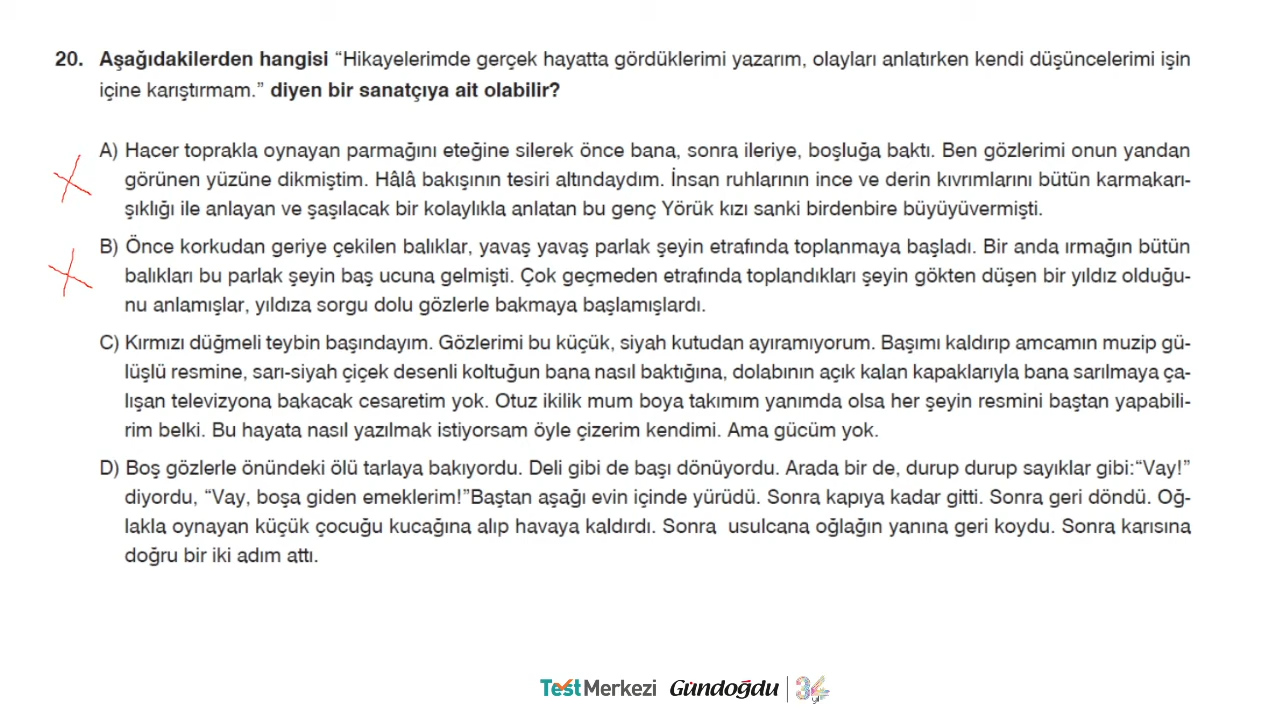 20. Aşağıdakilerden hangisi “Hikayelerimde gerçek hayatta gördüklerimi yazarım, olayları anlatırken kendi düşüncelerimi işin
içine karıştırmam.” diyen bir sanatçıya ait olabilir?
A) Hacer toprakla oynayan parmağını eteğine silerek önce bana, sonra ileriye, boşluğa baktı. Ben gözlerimi onun yandan
görünen yüzüne dikmiştim. Hâlâ bakışının tesiri altındaydım. İnsan ruhlarının ince ve derin kıvrımlarını bütün karmakarı-
şıklığı ile anlayan ve şaşılacak bir kolaylıkla anlatan bu genç Yörük kızı sanki birdenbire büyüyüvermişti.
B) Önce korkudan geriye çekilen balıklar, yavaş yavaş parlak şeyin etrafında toplanmaya başladı. Bir anda ırmağın bütün
balıkları bu parlak şeyin baş ucuna gelmişti. Çok geçmeden etrafında toplandıkları şeyin gökten düşen bir yıldız olduğu-
nu anlamışlar, yıldıza sorgu dolu gözlerle bakmaya başlamışlardı.
C) Kırmızı düğmeli teybin başındayım. Gözlerimi bu küçük, siyah kutudan ayıramıyorum. Başımı kaldırıp amcamın muzip gü-
lüşlü resmine, sarı-siyah çiçek desenli koltuğun bana nasıl baktığına, dolabının açık kalan kapaklarıyla bana sarılmaya ça-
lışan televizyona bakacak cesaretim yok. Otuz ikilik mum boya takımım yanımda olsa her şeyin resmini baştan yapabili-
rim belki. Bu hayata nasıl yazılmak istiyorsam öyle çizerim kendimi. Ama gücüm yok.
D) Boş gözlerle önündeki ölü tarlaya bakıyordu. Deli gibi de başı dönüyordu. Arada bir de, durup durup sayıklar gibi:“Vay!”
diyordu, “Vay, boşa giden emeklerim!”Baştan aşağı evin içinde yürüdü. Sonra kapıya kadar gitti. Sonra geri döndü. Oğ-
lakla oynayan küçük çocuğu kucağına alıp havaya kaldırdı. Sonra usulcana oğlağın yanına geri koydu. Sonra karısına
doğru bir iki adım attı.
TestMerkezi Gündoğdu 34